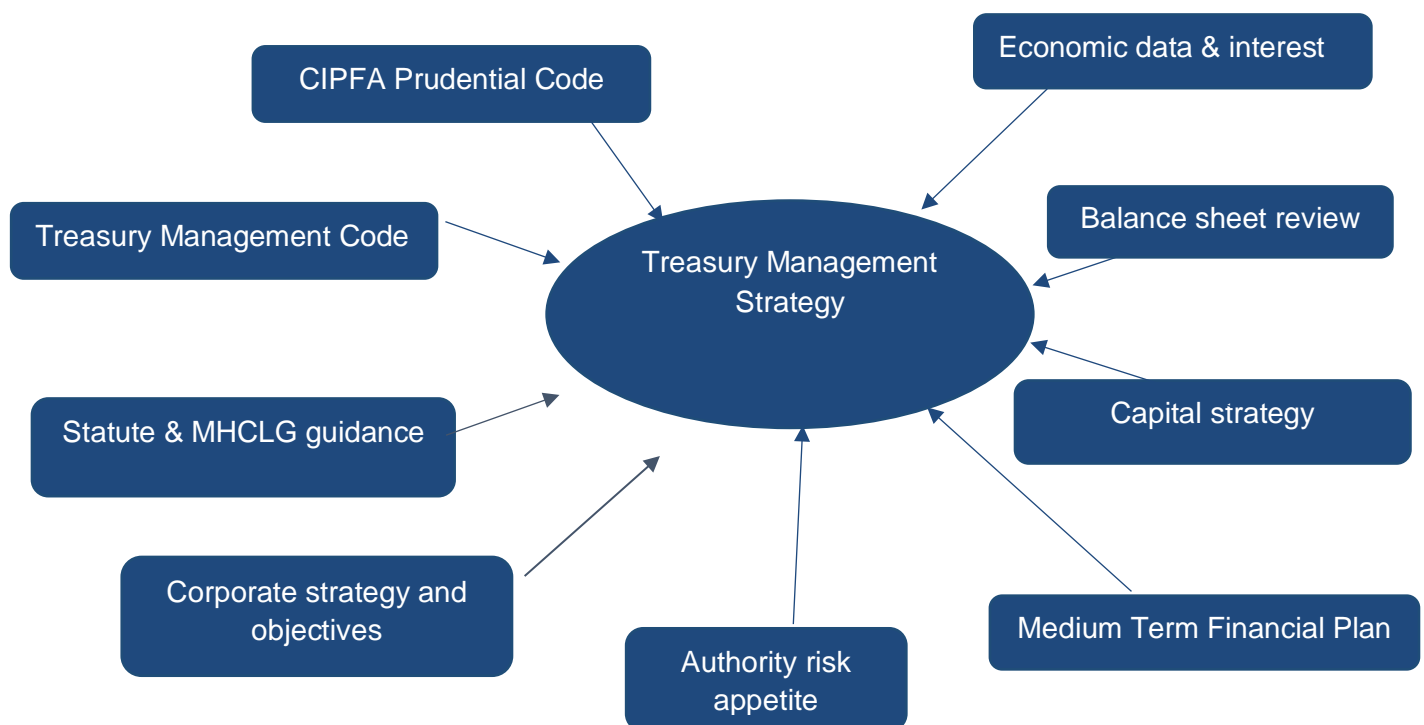 Economic data & interest
CIPFA Prudential Code
Balance sheet review
Treasury Management Code
Treasury Management
Strategy
Capital strategy
Statute & MHCLG guidance
Corporate strategy and
objectives
Medium Term Financial Plan
Authority risk
appetite